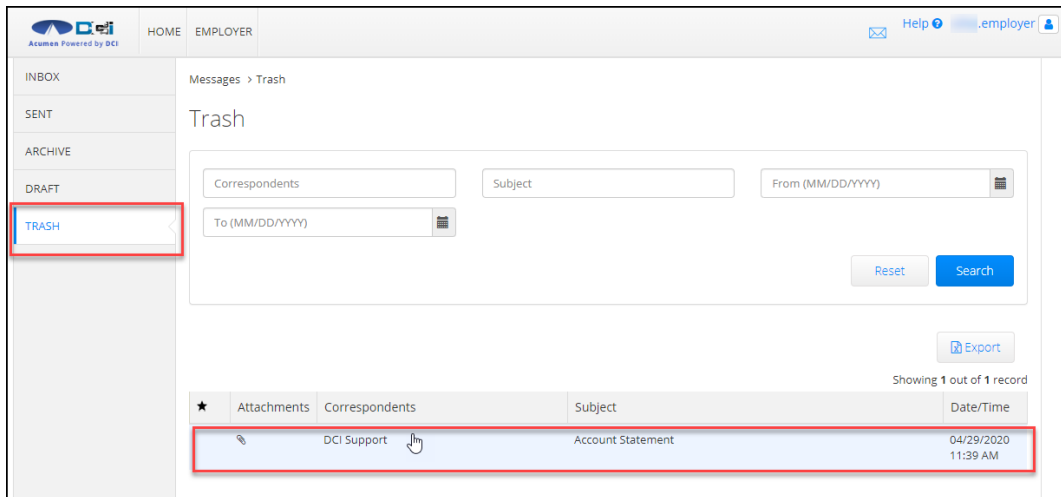 DCI
Acumen Powered by DCI
HOME EMPLOYER
Help .employer
INBOX
SENT
ARCHIVE
DRAFT
TRASH
Messages > Trash
Trash
Correspondents Subject From (MM/DD/YYYY)
To (MM/DD/YYYY)
Reset Search
Export
Showing 1 out of 1 record
★ Attachments Correspondents Subject Date/Time
DCI Support Account Statement 04/29/2020
11:39 AM